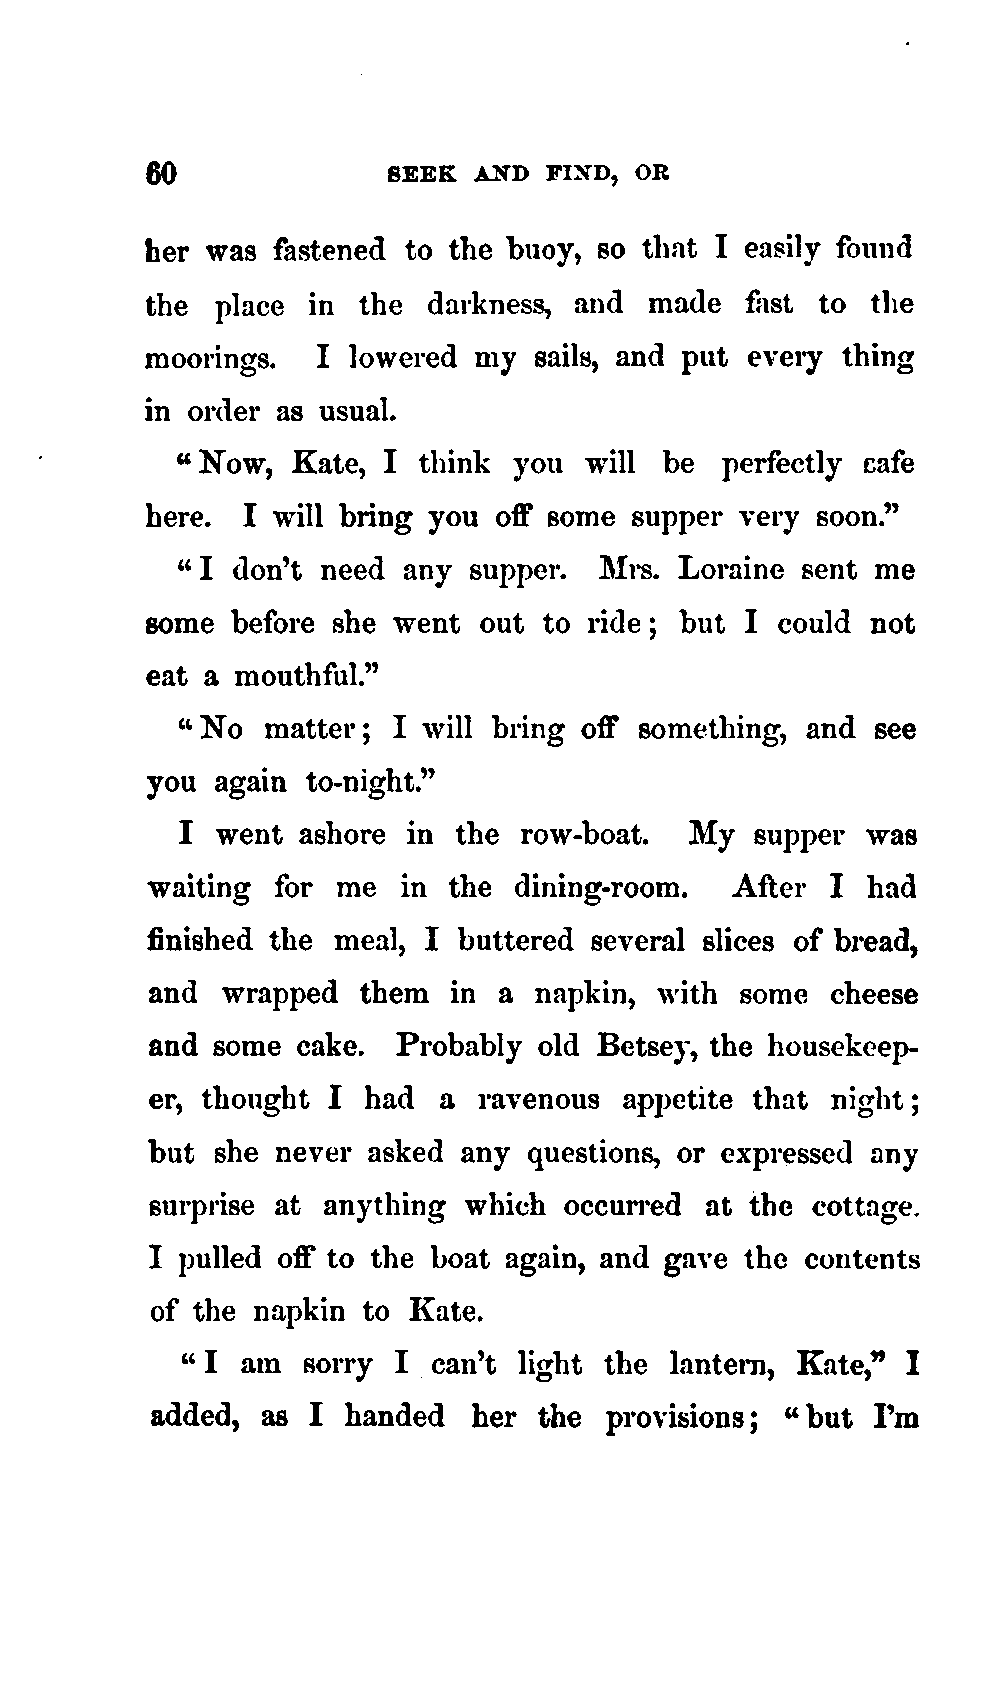 60 SEEK AND FIND, OR
her was fastened to the buoy, so that I easily found
the place in the darkness, and made fast to the
moorings. I lowered my sails, and put every thing
in order as usual.
“Now, Kate, I think you will be perfectly safe
here. I will bring you off some supper very soon.”
“I don’t need any supper. Mrs. Loraine sent me
some before she went out to ride; but I could not
eat a mouthful.”
“No matter; I will bring off something, and see
you again to-night.”
I went ashore in the row-boat. My supper was
waiting for me in the dining-room. After I had
finished the meal, I buttered several slices of bread,
and wrapped them in a napkin, with some cheese
and some cake. Probably old Betsey, the housekeep-
er, thought I had a ravenous appetite that night;
but she never asked any questions, or expressed any
surprise at anything which occurred at the cottage.
I pulled off to the boat again, and gave the contents
of the napkin to Kate.
“I am sorry I can’t light the lantern, Kate,” I
added, as I handed her the provisions; “but I’m